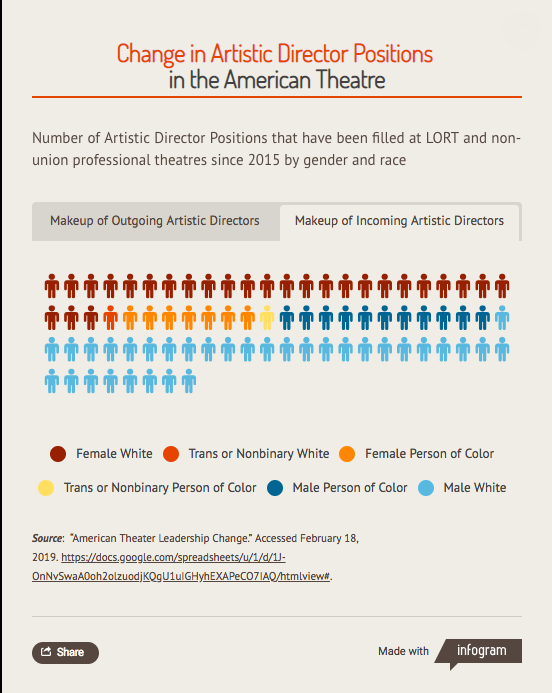 Change in Artistic Director Positions
in the American Theatre
Number of Artistic Director Positions that have been filled at LORT and non-
union professional theatres since 2015 by gender and race
Makeup of Outgoing Artistic Directors
Makeup of Incoming Artistic Directors
Female White
Trans or Nonbinary White
Female Person of Color
Trans or Nonbinary Person of Color
Male Person of Color
Male White
Source: “American Theater Leadership Change.” Accessed February 18,
2019. https://docs.google.com/spreadsheets/u/1/d/1J-
OnNvSwaA0oh2olzuodjKQgU1uIGHyhEXAPeCO7IAQ/htmlview#.
Share
Made with
infogram